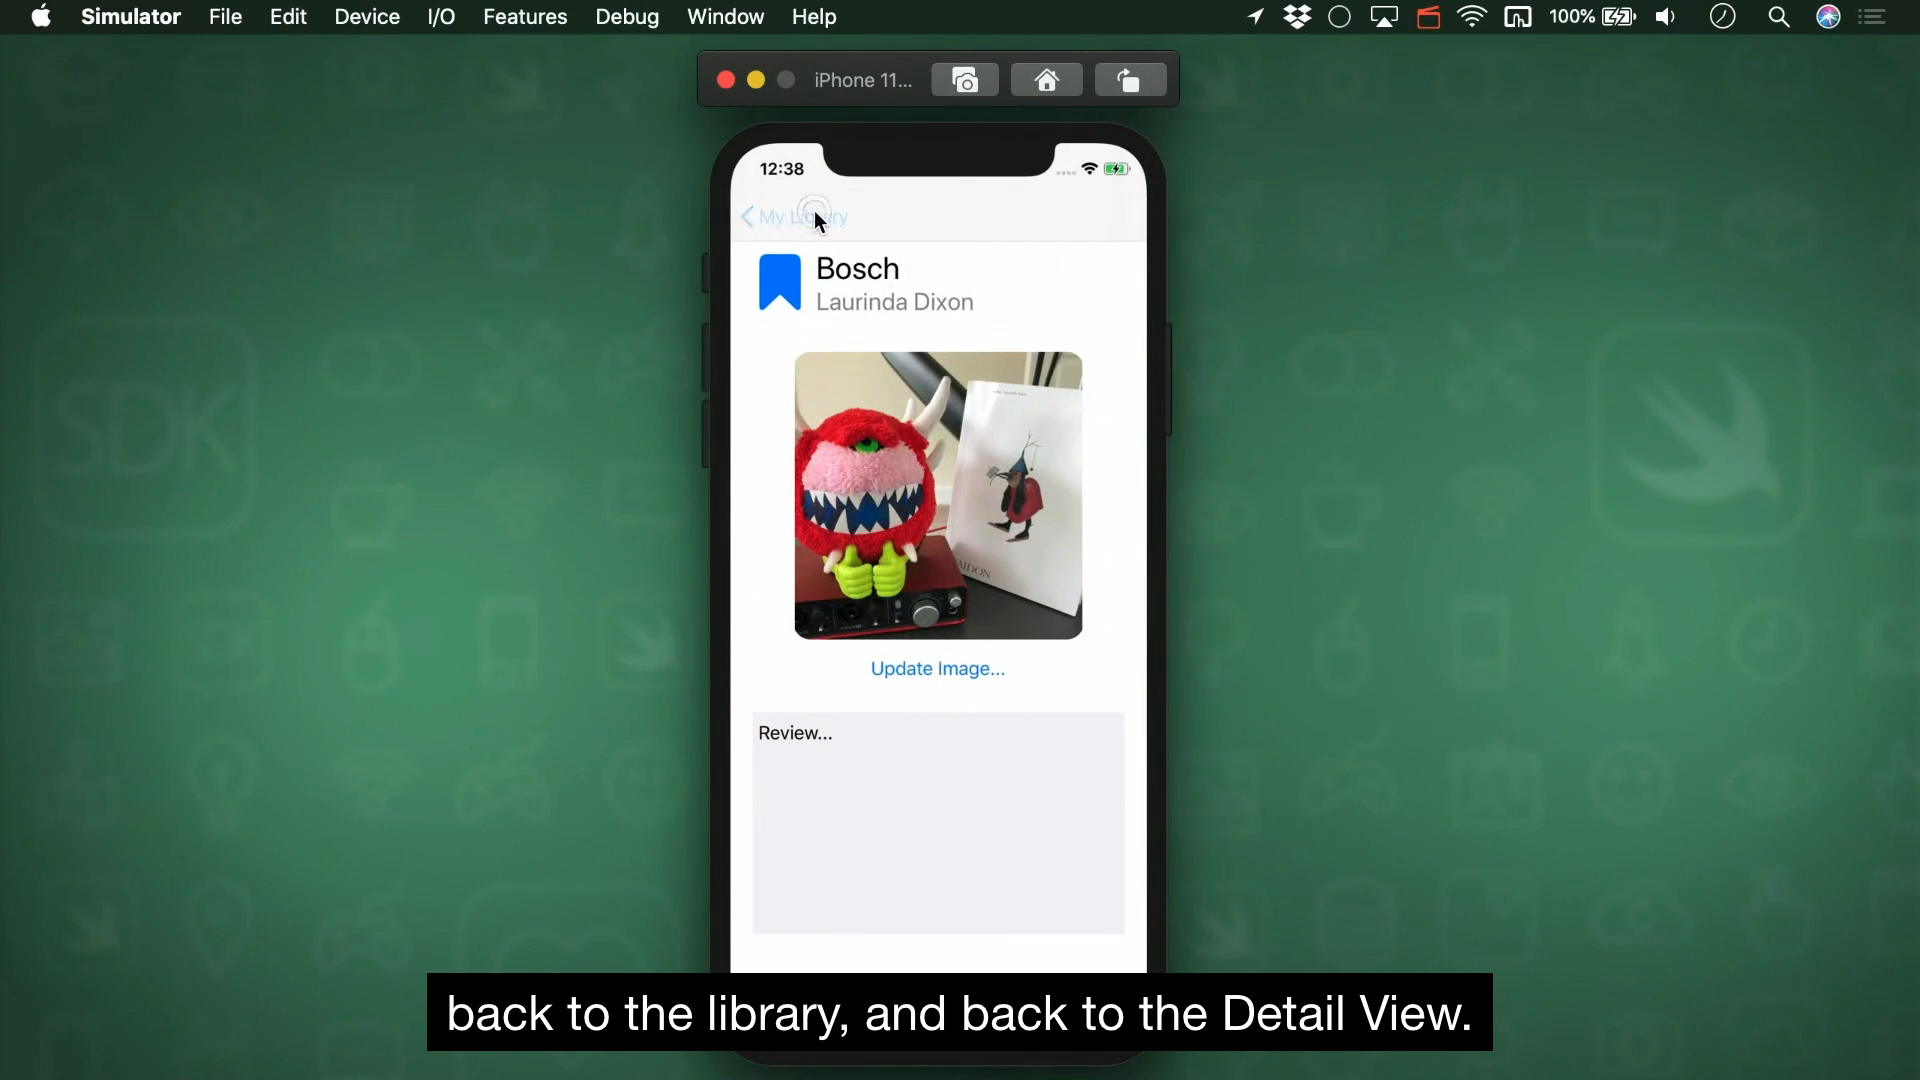 Simulator File Edit Device I/O Features Debug Window Help 100%
iPhone 11...
12:38
My Library
Bosch
Laurinda Dixon
Update Image...
Review...
SDK
back to the library, and back to the Detail View.